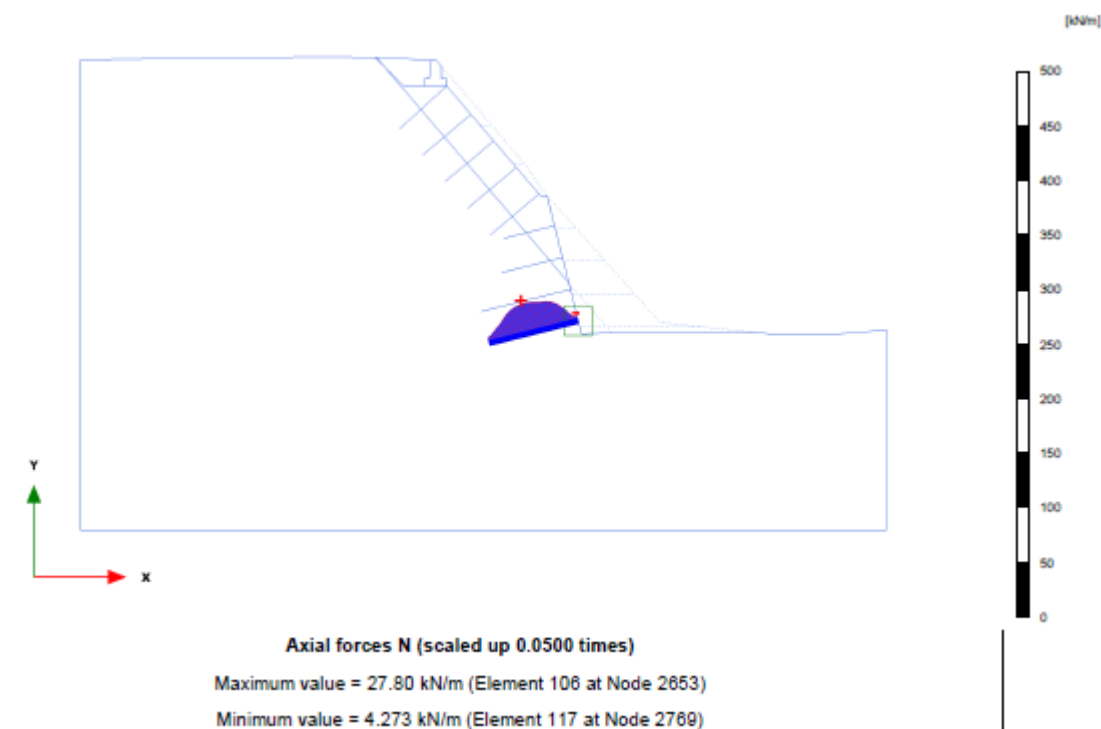 [kN/m]
500
450
400
350
300
250
200
150
100
50
0
Y
X
Axial forces N (scaled up 0.0500 times)
Maximum value = 27.80 kN/m (Element 106 at Node 2653)
Minimum value = 4.273 kN/m (Element 117 at Node 2769)